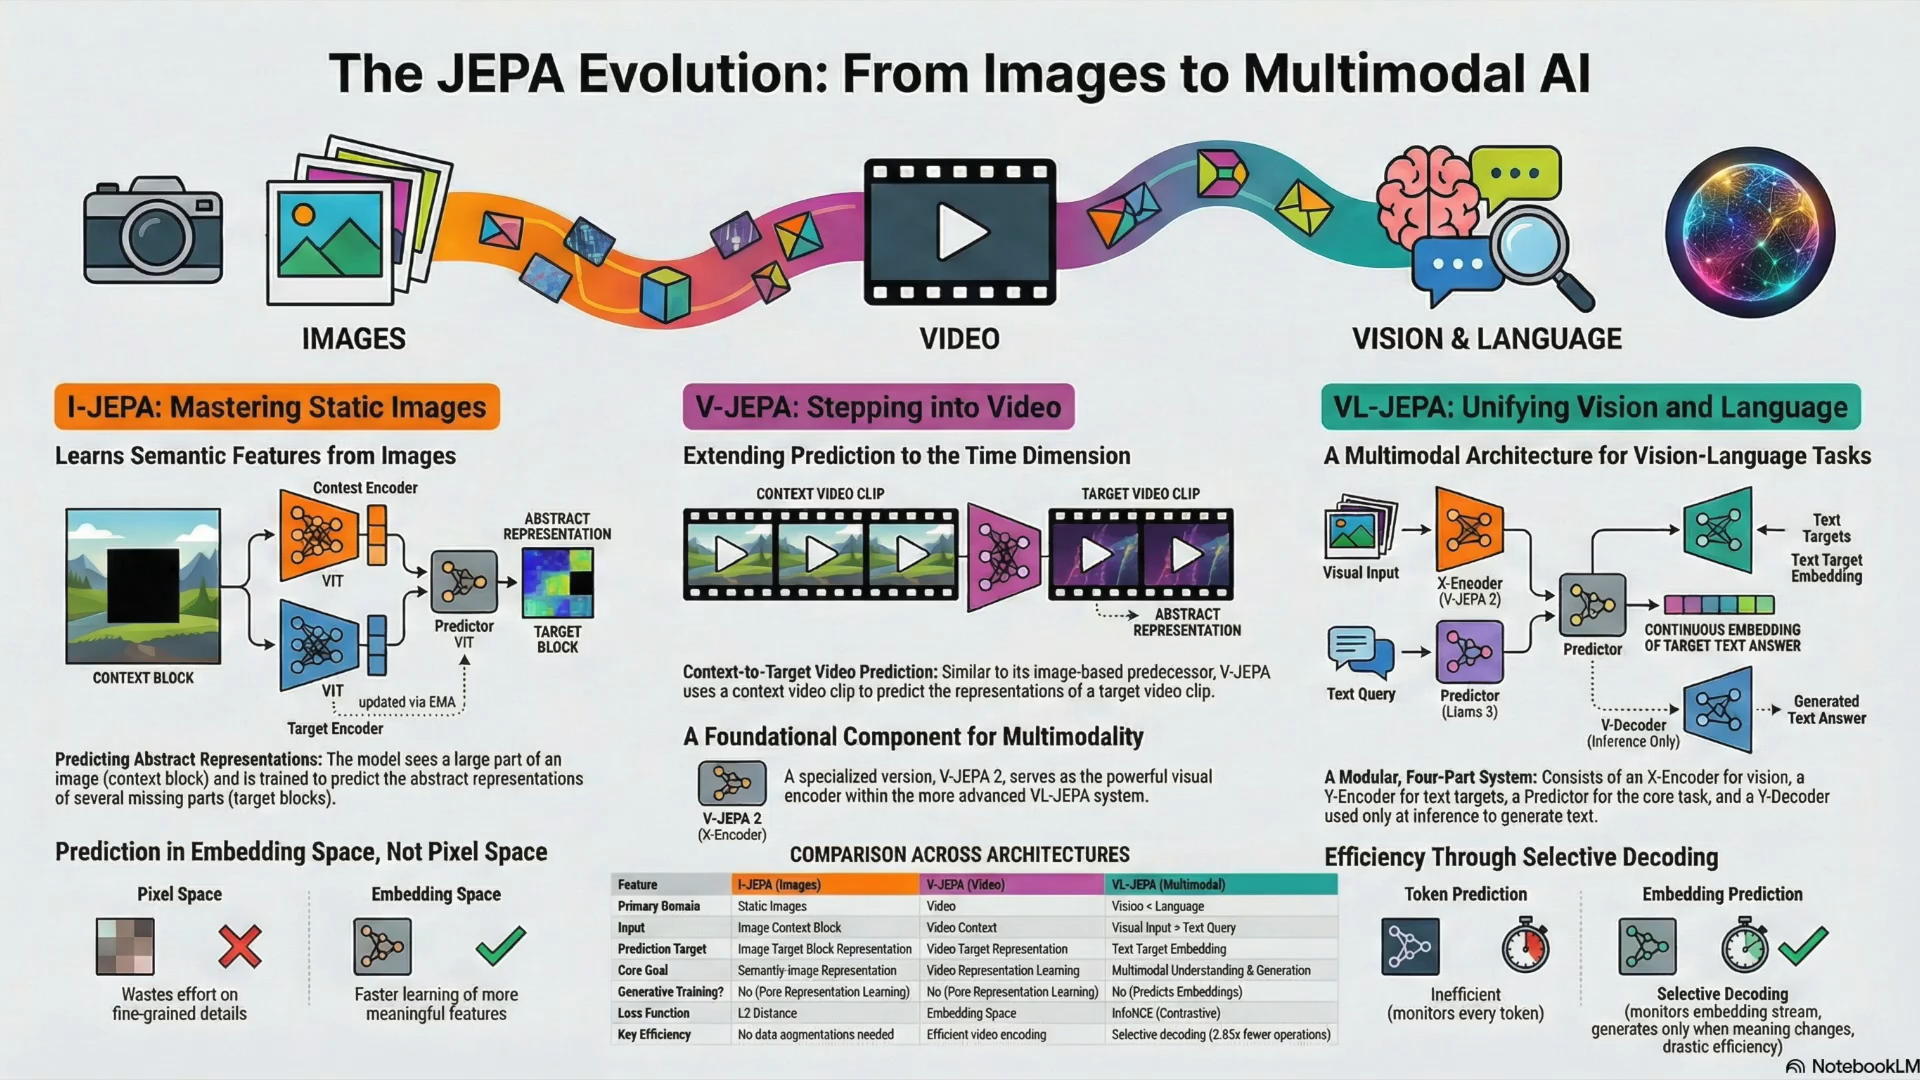 The JEPA Evolution: From Images to Multimodal AI
IMAGES
VIDEO
VISION & LANGUAGE
I-JEPA: Mastering Static Images
Learns Semantic Features from Images
Contest Encoder
VIT
ABSTRACT
REPRESENTATION
Predictor
VIT
TARGET
BLOCK
CONTEXT BLOCK
VIT
updated via EMA
Target Encoder
Predicting Abstract Representations: The model sees a large part of an
image (context block) and is trained to predict the abstract representations
of several missing parts (target blocks).
Prediction in Embedding Space, Not Pixel Space
Pixel Space
Wastes effort on
fine-grained details
Embedding Space
Faster learning of more
meaningful features
V-JEPA: Stepping into Video
Extending Prediction to the Time Dimension
CONTEXT VIDEO CLIP
TARGET VIDEO CLIP
ABSTRACT
REPRESENTATION
Context-to-Target Video Prediction: Similar to its image-based predecessor, V-JEPA
uses a context video clip to predict the representations of a target video clip.
A Foundational Component for Multimodality
A specialized version, V-JEPA 2, serves as the powerful visual
encoder within the more advanced VL-JEPA system.
V-JEPA 2
(X-Encoder)
COMPARISON ACROSS ARCHITECTURES
Feature I-JEPA (Images) V-JEPA (Video) VL-JEPA (Multimodal)
Primary Bomaia Static Images Video Visioo < Language
Input Image Context Block Video Context Visual Input > Text Query
Prediction Target Image Target Block Representation Video Target Representation Text Target Embedding
Core Goal Semantiy-image Representation Video Representation Learning Multimodal Understanding & Generation
Generative Training? No (Pore Representation Learning) No (Pore Representation Learning) No (Predicts Embeddings)
Loss Function L2 Distance Embedding Space InfoNCE (Contrastive)
Key Efficiency No data aogmentations needed Efficient video encoding Selective decoding (2.85x fewer operations)
VL-JEPA: Unifying Vision and Language
A Multimodal Architecture for Vision-Language Tasks
Visual Input
X-Eneoder
(V-JEPA 2)
Text
Targets
Text Target
Embedding
Text Query
Predictor
(Liams 3)
Predictor
CONTINUOUS EMBEDDING
OF TARGET TEXT ANSWER
V-Decoder
(Inference Only)
Generated
Text Answer
A Modular, Four-Part System: Consists of an X-Encoder for vision, a
Y-Encoder for text targets, a Predictor for the core task, and a Y-Decoder
used only at inference to generate text.
Efficiency Through Selective Decoding
Token Prediction
Inefficient
(monitors every token)
Embedding Prediction
Selective Decoding
(monitors embedding stream,
generates only when meaning changes,
drastic efficiency)
NotebookLM